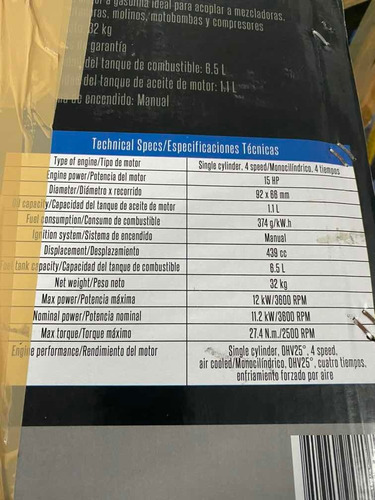 a gasolina ideal para acoplar a mezcladoras,
molinos, motobombas y compresores
32 kg
de garantía
del tanque de combustible: 6.5 L
del tanque de aceite de motor: 1.1 L
de encendido: Manual
Technical Specs/Especificaciones Técnicas
Type of engine/Tipo de motor Single cylinder, 4 speed/Monocilíndrico, 4 tiempos
Engine power/Potencia del motor 15 HP
Diameter/Diámetro x recorrido 92 x 66 mm
capacity/Capacidad del tanque de aceite de motor 1.1 L
Fuel consumption/Consumo de combustible 374 g/kW.h
Ignition system/Sistema de encendido Manual
Displacement/Desplazamiento 439 cc
Fuel tank capacity/Capacidad del tanque de combustible 6.5 L
Net weight/Peso neto 32 kg
Max power/Potencia máxima 12 kW/3600 RPM
Nominal power/Potencia nominal 11.2 kW/3600 RPM
Max torque/Torque máximo 27.4 N.m./2500 RPM
Engine performance/Rendimiento del motor Single cylinder, OHV25°, 4 speed,
air cooled/Monocilíndrico, OHV25°, cuatro tiempos,
enfriamiento forzado por aire